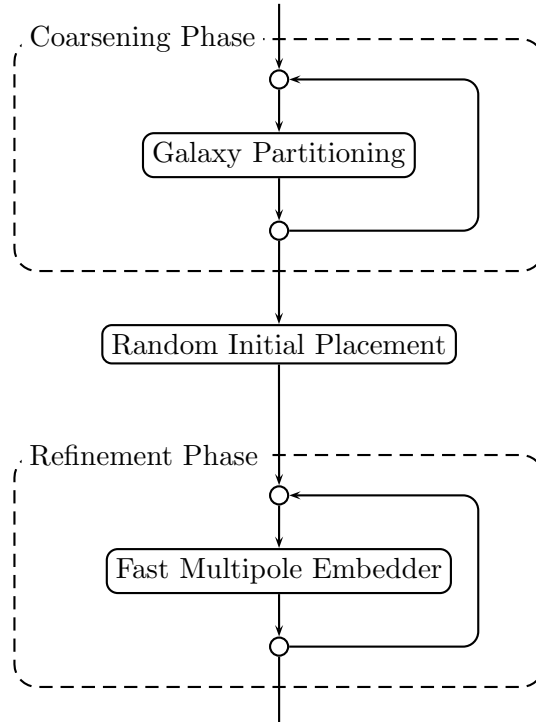 Coarsening Phase
Galaxy Partitioning
Random Initial Placement
Refinement Phase
Fast Multipole Embedder